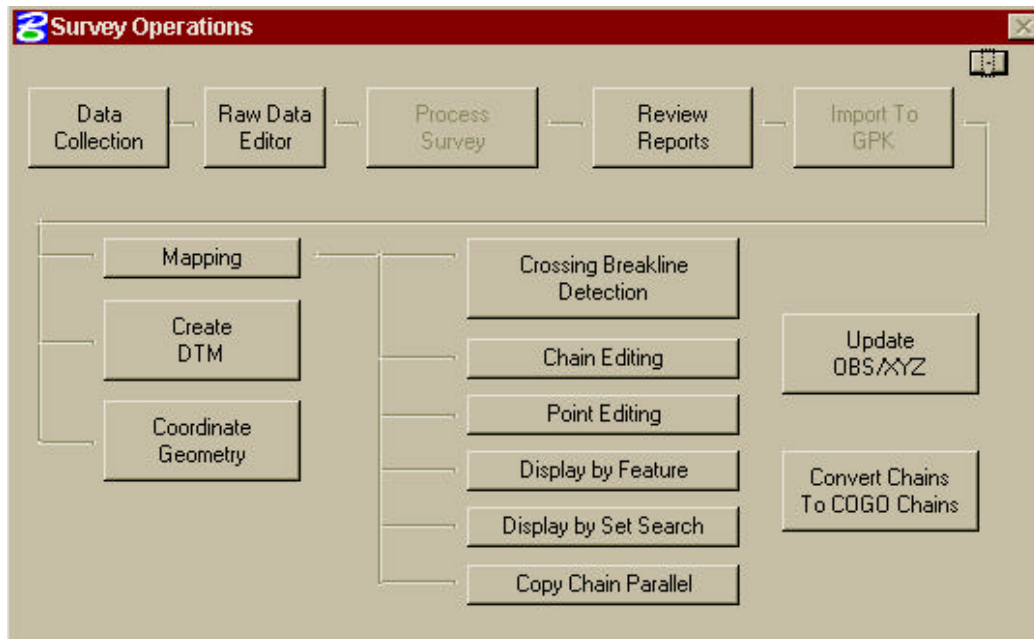 Survey Operations
Data
Collection
Raw Data
Editor
Process
Survey
Review
Reports
Import To
GPK
Mapping
Create
DTM
Coordinate
Geometry
Crossing Breakline
Detection
Chain Editing
Point Editing
Display by Feature
Display by Set Search
Copy Chain Parallel
Update
OBS/XYZ
Convert Chains
To COGO Chains